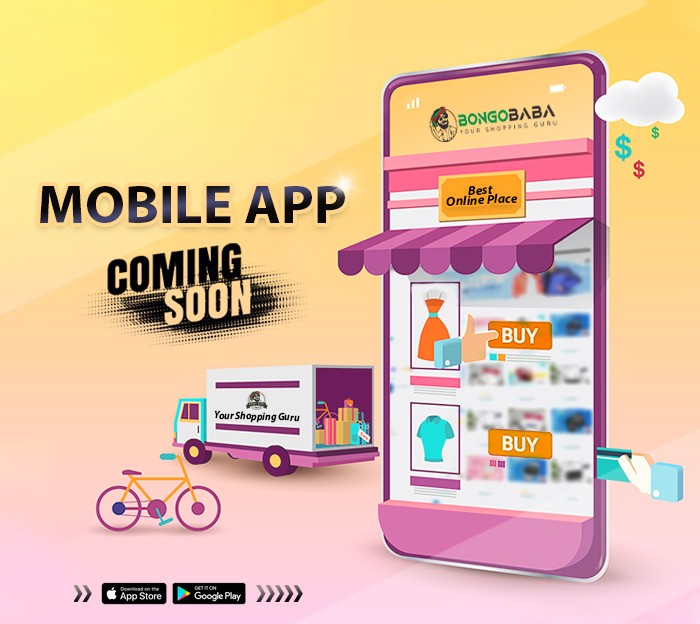 BONGOBABA
YOUR SHOPPING GURU
Best
Online Place
MOBILE APP
COMING
SOON
BUY
Your Shopping Guru
BUY
Download on the
App Store
GET IT ON
Google Play